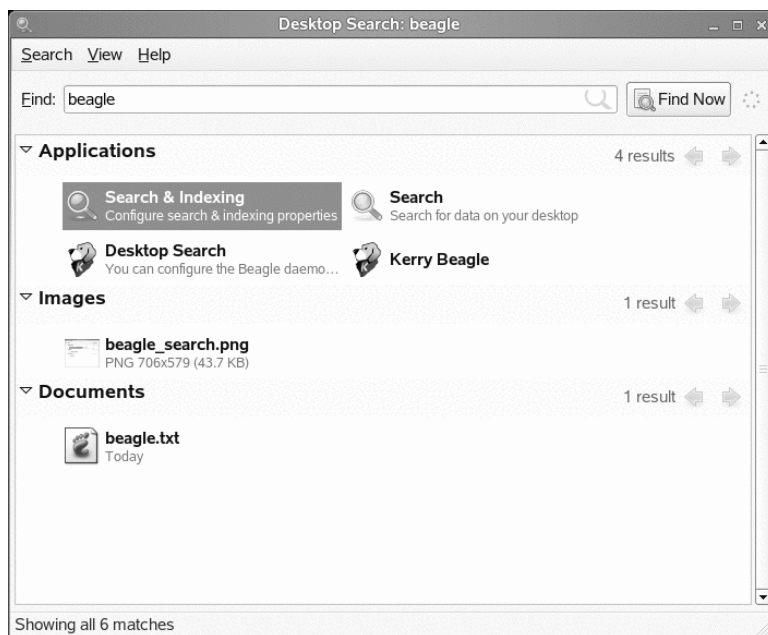 Desktop Search: beagle
Search View Help
Find: beagle Find Now
Applications 4 results
Search & Indexing
Configure search & indexing properties
Search
Search for data on your desktop
Desktop Search
You can configure the Beagle daemo...
Kerry Beagle
Images 1 result
beagle_search.png
PNG 706x579 (43.7 KB)
Documents 1 result
beagle.txt
Today
Showing all 6 matches